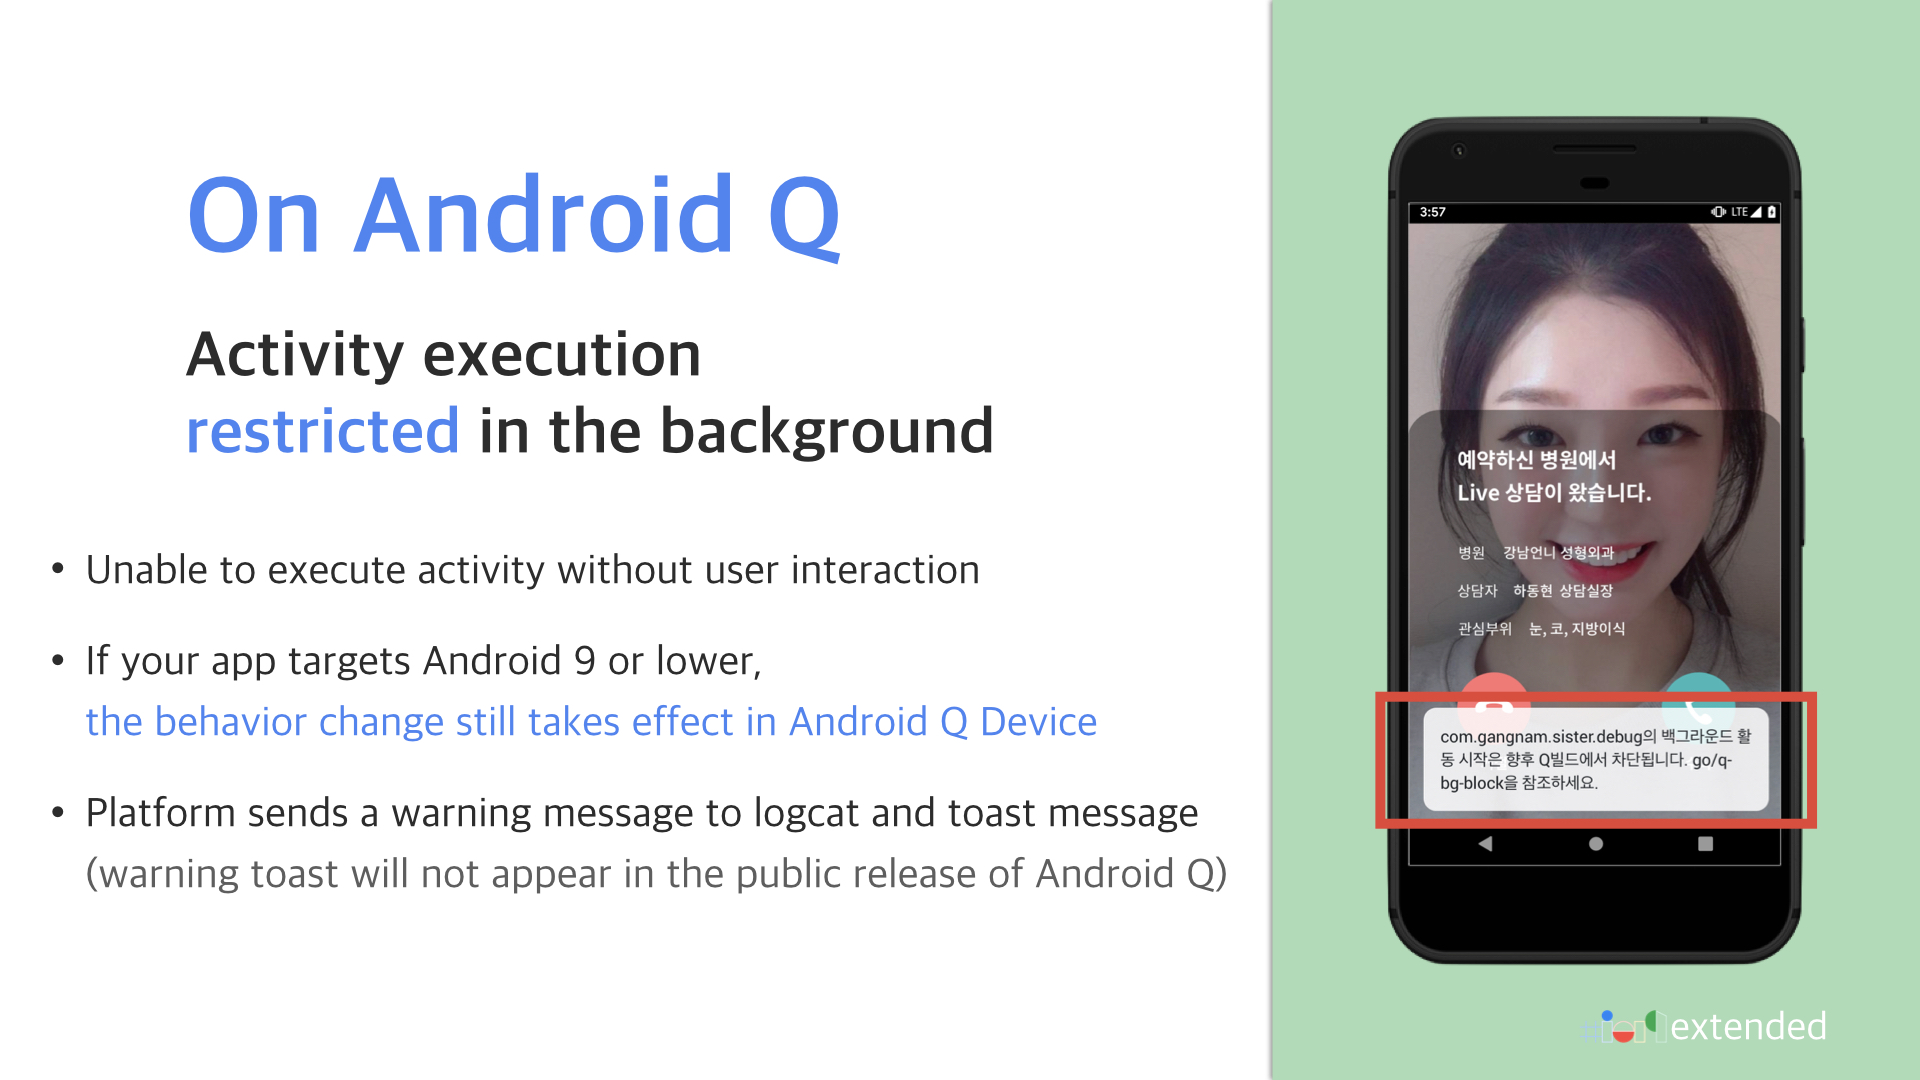 On Android Q
Activity execution
restricted in the background
• Unable to execute activity without user interaction
• If your app targets Android 9 or lower,
the behavior change still takes effect in Android Q Device
• Platform sends a warning message to logcat and toast message
(warning toast will not appear in the public release of Android Q)
3:57 LTE
예약하신 병원에서
Live 상담이 왔습니다.
병원 강남언니 성형외과
상담자 하동현 상담실장
관심부위 눈, 코, 지방이식
com.gangnam.sister.debug의 백그라운드 활
동 시작은 향후 Q빌드에서 차단됩니다. go/q-
bg-block을 참조하세요.
#io19 extended